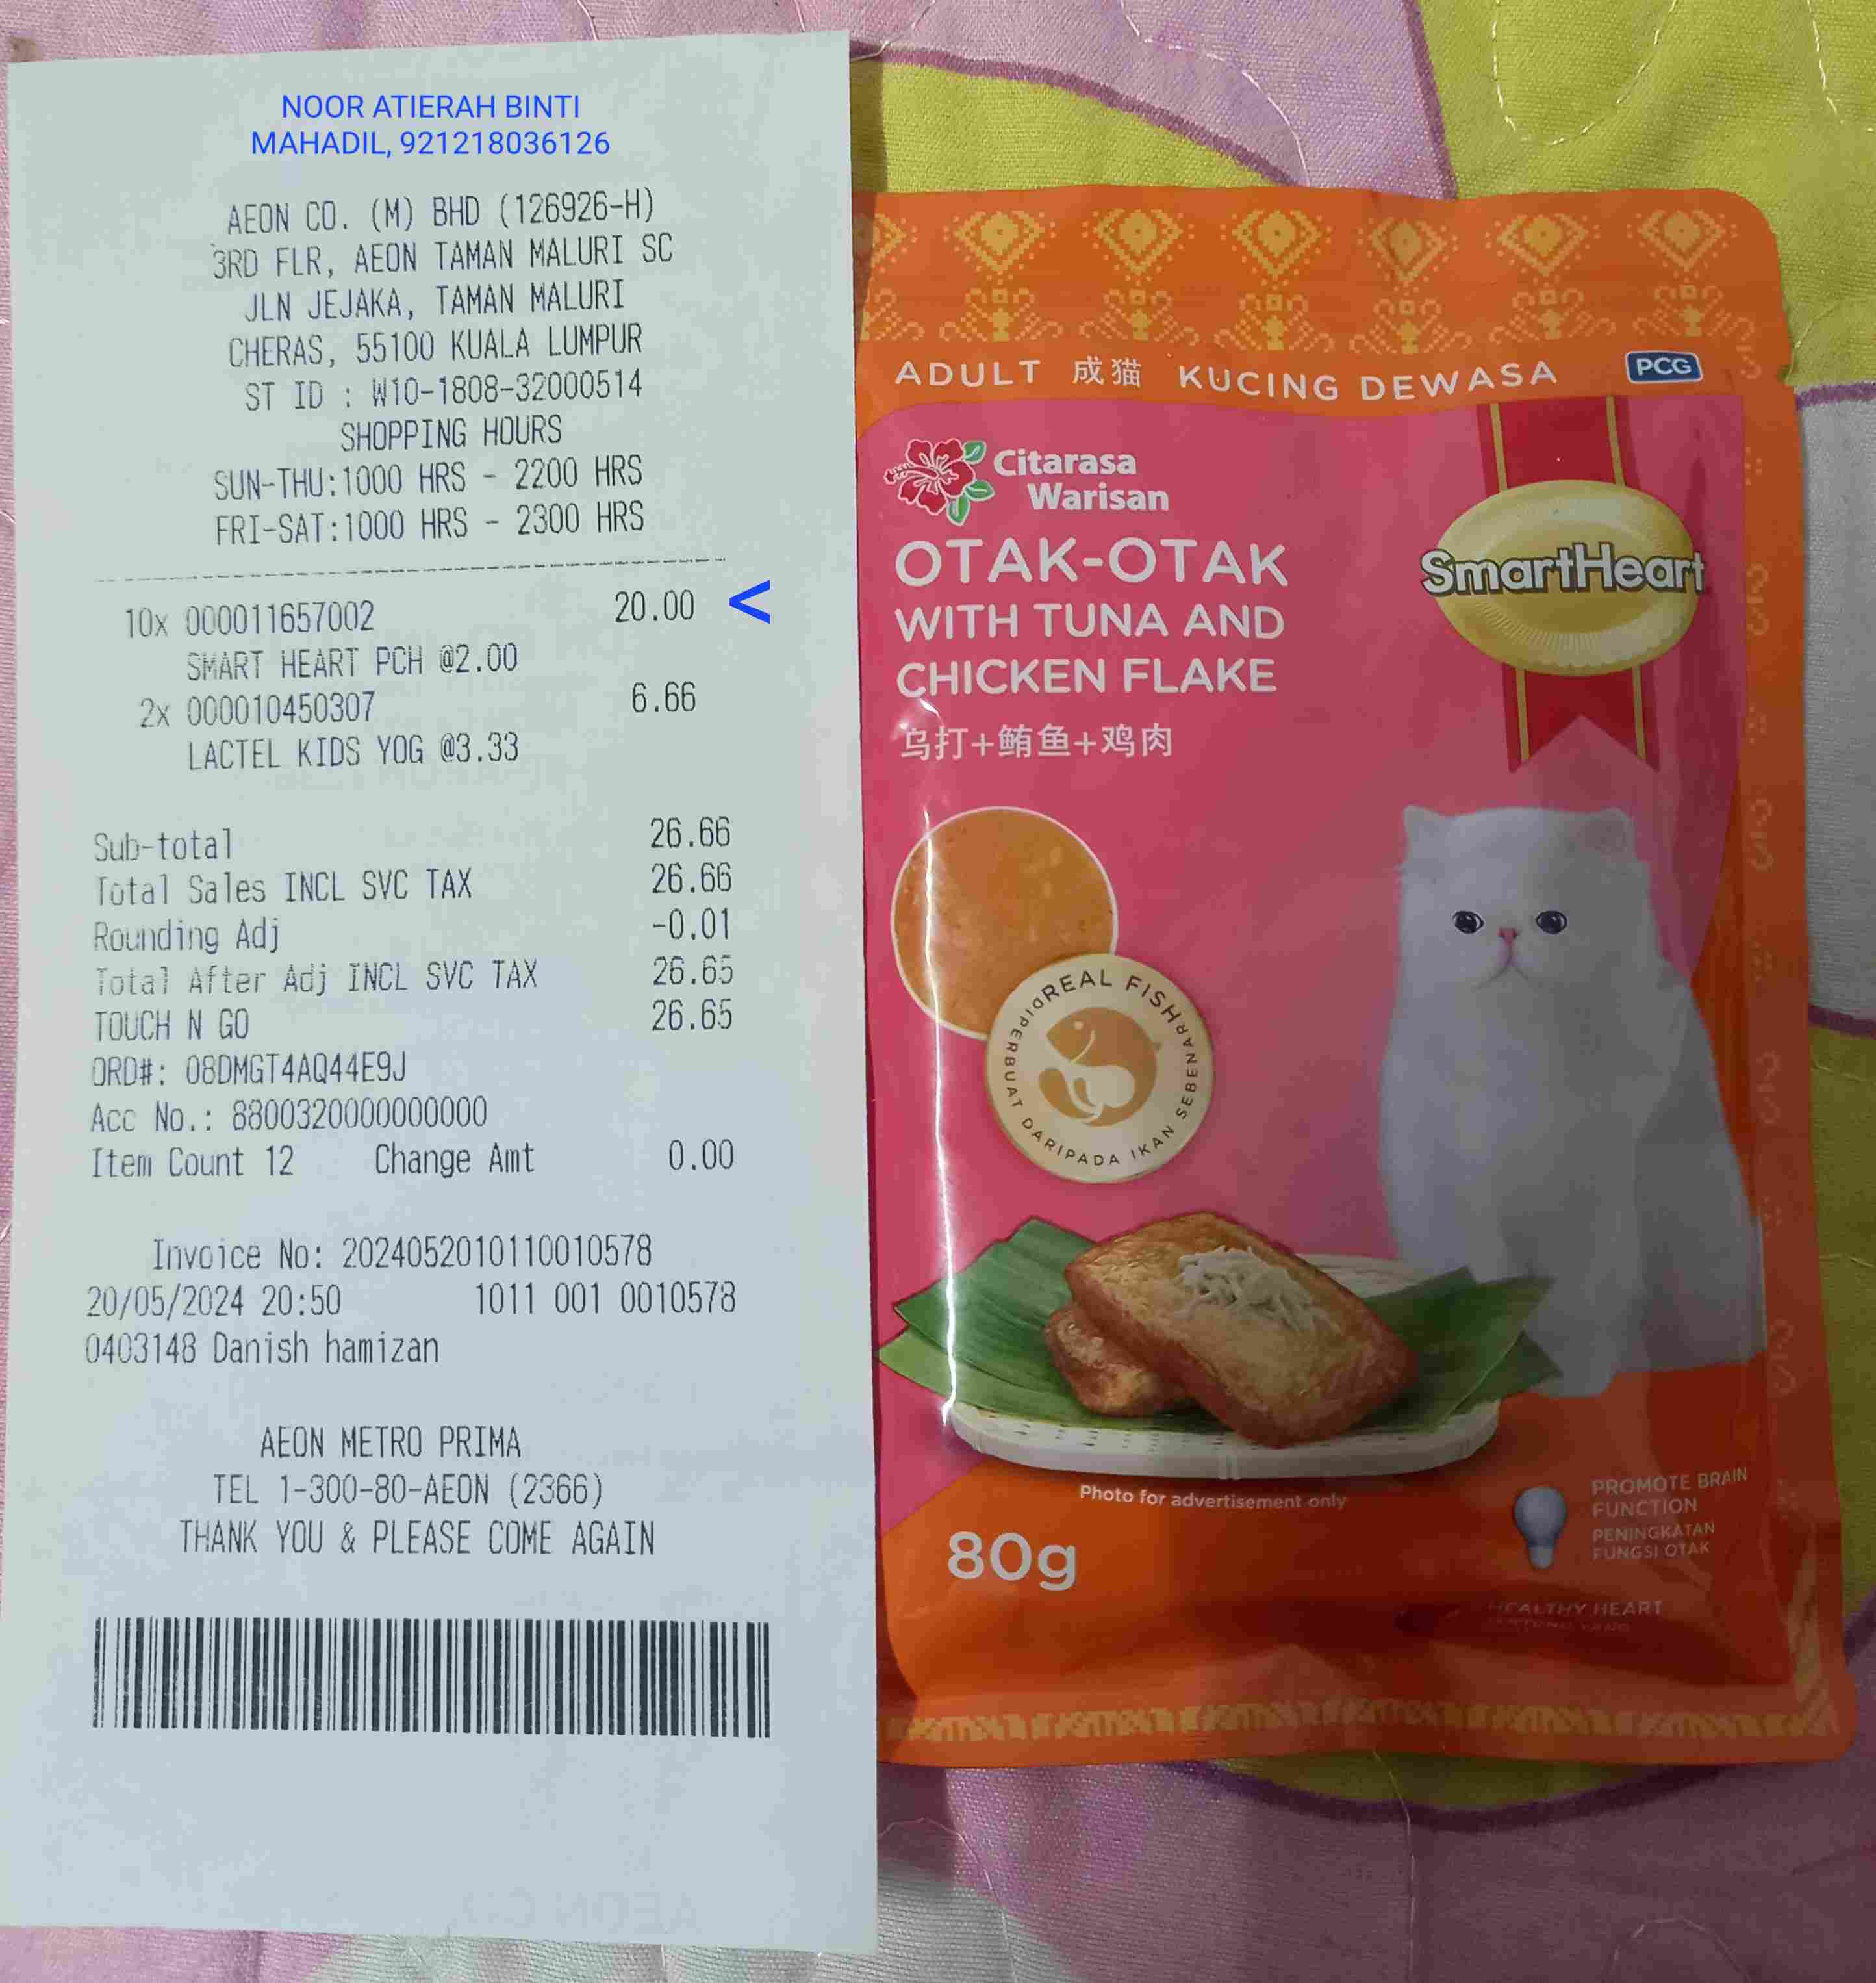 NOOR ATIERAH BINTI
MAHADIL, 921218036126
AEON CO. (M) BHD (126926-H)
3RD FLR, AEON TAMAN MALURI SC
JLN JEJAKA, TAMAN MALURI
CHERAS, 55100 KUALA LUMPUR
ST ID : W10-1808-32000514
SHOPPING HOURS
SUN-THU:1000 HRS - 2200 HRS
FRI-SAT:1000 HRS - 2300 HRS
10x 000011657002 20.00 <
SMART HEART PCH @2.00
2x 000010450307 6.66
LACTEL KIDS YOG @3.33
Sub-total 26.66
Total Sales INCL SVC TAX 26.66
Rounding Adj -0.01
Total After Adj INCL SVC TAX 26.65
TOUCH N GO 26.65
ORD#: 08DMGT4AQ44E9J
Acc No.: 8800320000000000
Item Count 12 Change Amt 0.00
Invoice No: 2024052010110010578
20/05/2024 20:50 1011 001 0010578
0403148 Danish hamizan
AEON METRO PRIMA
TEL 1-300-80-AEON (2366)
THANK YOU & PLEASE COME AGAIN
ADULT 成猫 KUCING DEWASA PCG
Citarasa
Warisan
SmartHeart
OTAK-OTAK
WITH TUNA AND
CHICKEN FLAKE
乌打+鲔鱼+鸡肉
REAL FISH
DIPERBUAT DARIPADA IKAN SEBENAR
Photo for advertisement only
80g
PROMOTE BRAIN
FUNCTION
PENINGKATAN
FUNGSI OTAK
HEALTHY HEART